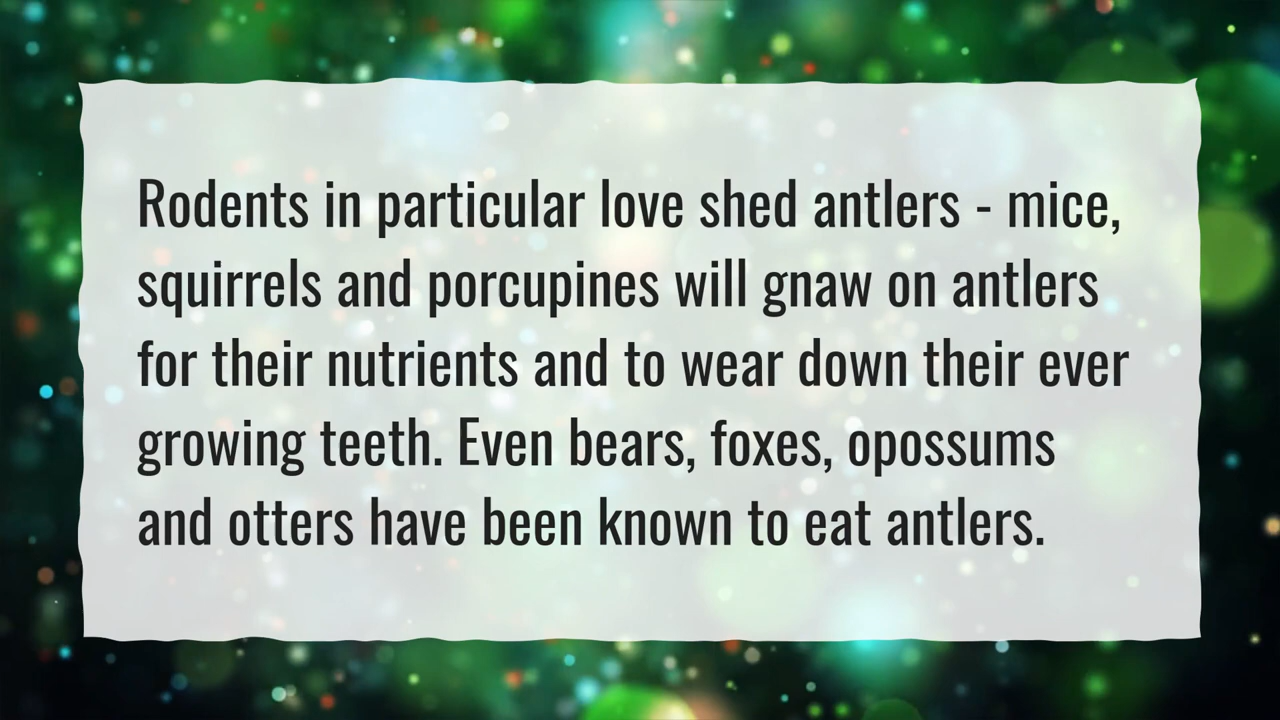 Rodents in particular love shed antlers - mice,
squirrels and porcupines will gnaw on antlers
for their nutrients and to wear down their ever
growing teeth. Even bears, foxes, opossums
and otters have been known to eat antlers.